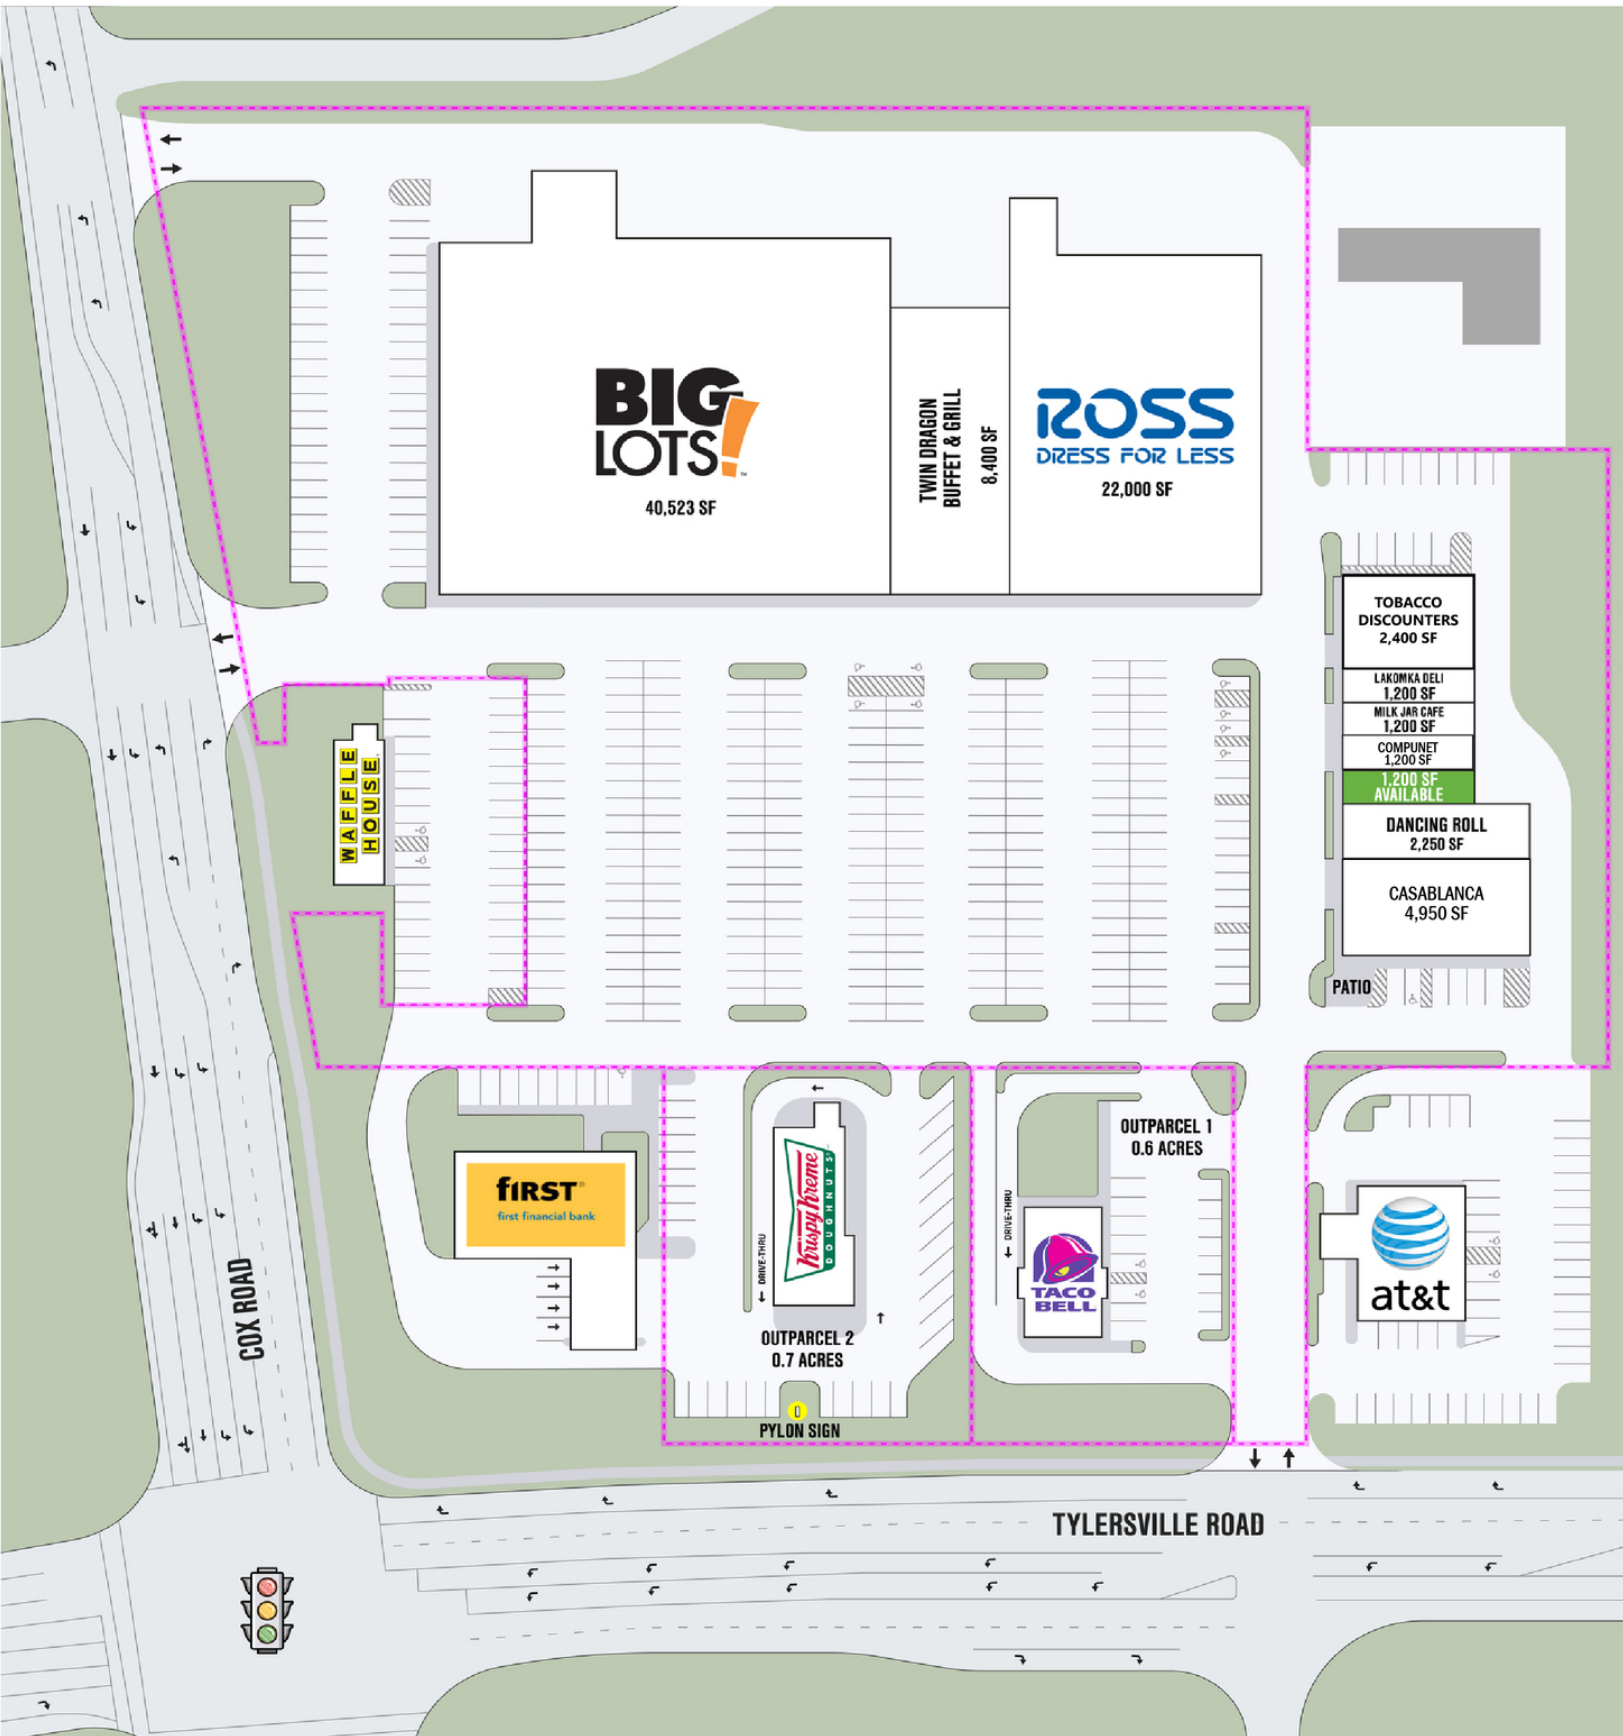 BIG
LOTS!
40,523 SF
TWIN DRAGON
BUFFET & GRILL
8,400 SF
ROSS
DRESS FOR LESS
22,000 SF
TOBACCO
DISCOUNTERS
2,400 SF
LAKOMKA DELI
1,200 SF
MILK JAR CAFE
1,200 SF
COMPUNET
1,200 SF
1,200 SF
AVAILABLE
DANCING ROLL
2,250 SF
CASABLANCA
4,950 SF
PATIO
WAFFLE
HOUSE
fIRST
first financial bank
Krispy Kreme
DOUGHNUTS
DRIVE-THRU
OUTPARCEL 2
0.7 ACRES
PYLON SIGN
OUTPARCEL 1
0.6 ACRES
DRIVE-THRU
TACO
BELL
at&t
COX ROAD
TYLERSVILLE ROAD